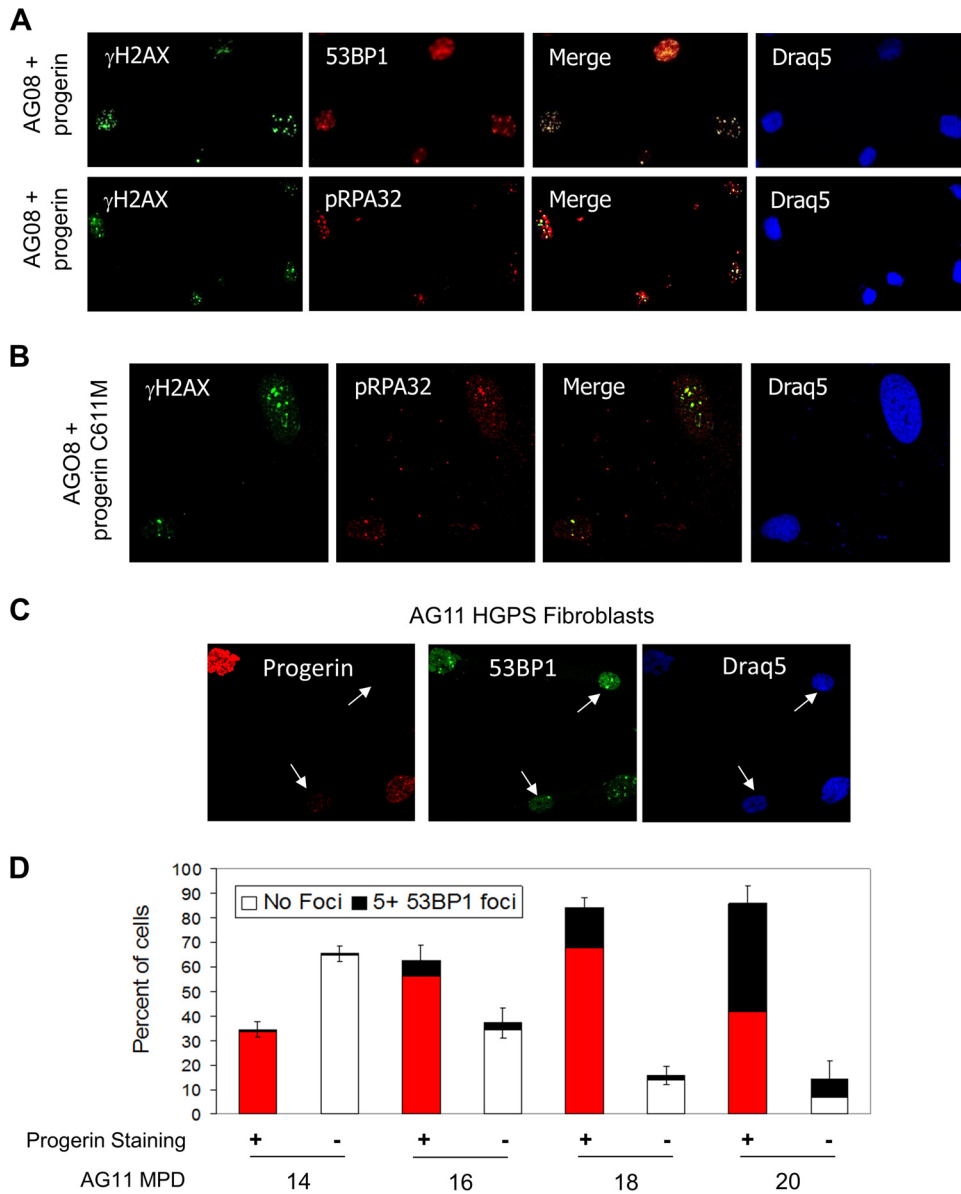 A
AG08 +
progerin
γH2AX
53BP1
Merge
Draq5
AG08 +
progerin
γH2AX
pRPA32
Merge
Draq5
B
AGO8 +
progerin C611M
γH2AX
pRPA32
Merge
Draq5
C
AG11 HGPS Fibroblasts
Progerin
53BP1
Draq5
D
Percent of cells
100
90
80
70
60
50
40
30
20
10
0
No Foci 5+ 53BP1 foci
Progerin Staining + - + - + - + -
AG11 MPD 14 16 18 20